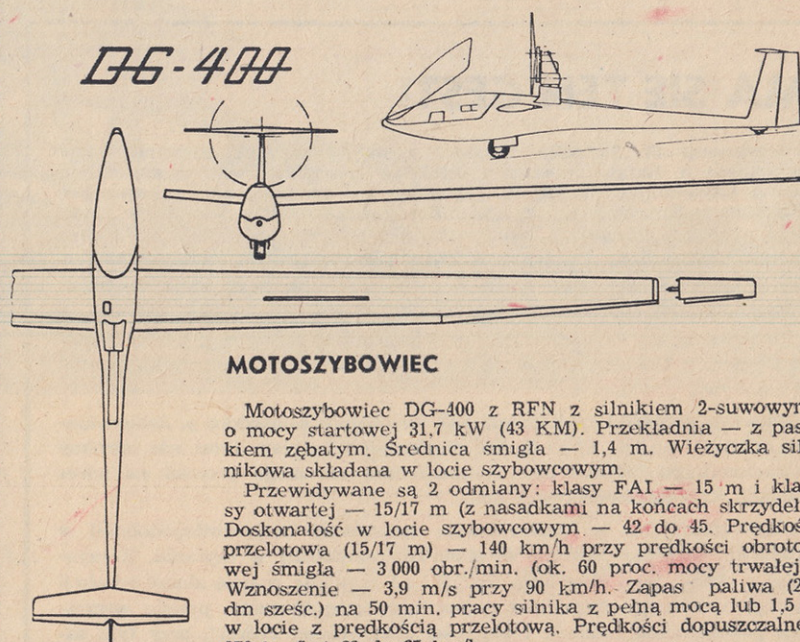 DG-400
MOTOSZYBOWIEC
Motoszybowiec DG-400 z RFN z silnikiem 2-suwowy
o mocy startowej 31,7 kW (43 KM). Przekładnia — z pas
kiem zębatym. Średnica śmigła — 1,4 m. Wieżyczka sil
nikowa składana w locie szybowcowym.
Przewidywane są 2 odmiany: klasy FAI — 15 m i kla
sy otwartej — 15/17 m (z nasadkami na końcach skrzydeł
Doskonałość w locie szybowcowym — 42 do 45. Prędkoś
przelotowa (15/17 m) — 140 km/h przy prędkości obroto
wej śmigła — 3 000 obr./min. (ok. 60 proc. mocy trwałej
Wznoszenie — 3,9 m/s przy 90 km/h. Zapas paliwa (2
dm sześc.) na 50 min. pracy silnika z pełną mocą lub 1,5
w locie z prędkością przelotową. Prędkości dopuszczalne